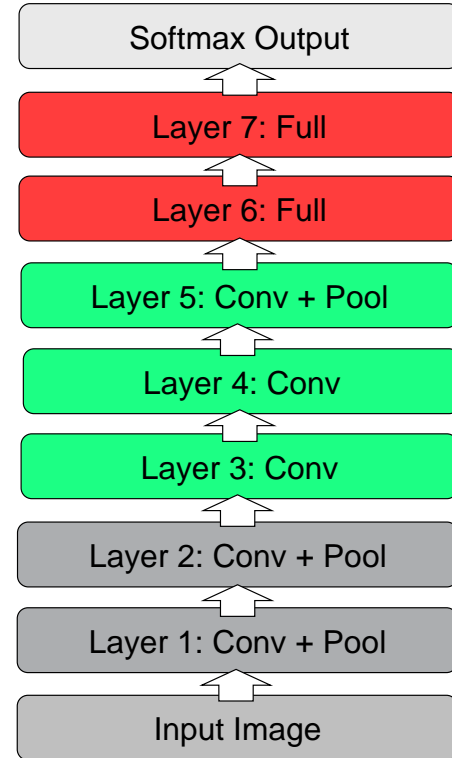 Softmax Output
Layer 7: Full
Layer 6: Full
Layer 5: Conv + Pool
Layer 4: Conv
Layer 3: Conv
Layer 2: Conv + Pool
Layer 1: Conv + Pool
Input Image